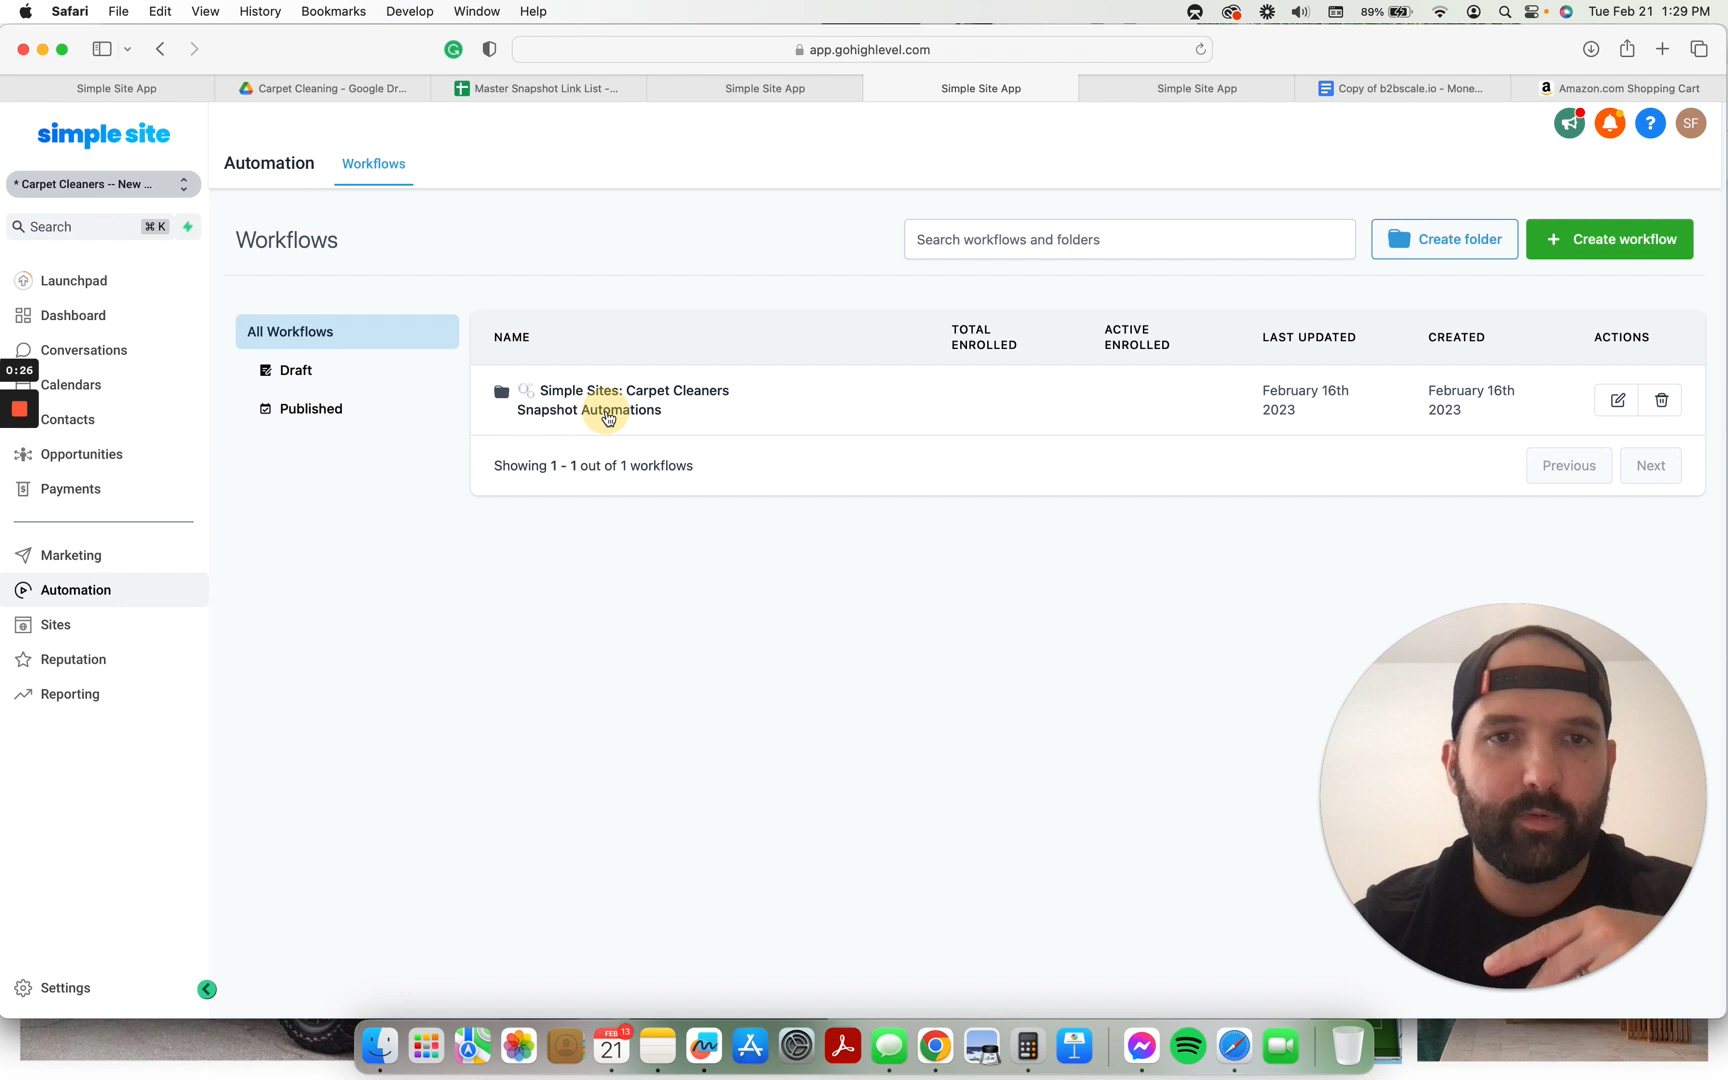 Safari File Edit View History Bookmarks Develop Window Help 89% Tue Feb 21 1:29 PM
app.gohighlevel.com
Simple Site App Carpet Cleaning - Google Dr... Master Snapshot Link List -... Simple Site App Simple Site App Simple Site App Copy of b2bscale.io - Mone... Amazon.com Shopping Cart
simple site
? SF
Automation Workflows
* Carpet Cleaners -- New ...
Search ⌘ K
Workflows
Search workflows and folders
Create folder
+ Create workflow
Launchpad
Dashboard
Conversations
0:26
Calendars
Contacts
Opportunities
Payments
Marketing
Automation
Sites
Reputation
Reporting
Settings
All Workflows
Draft
Published
NAME
TOTAL
ENROLLED
ACTIVE
ENROLLED
LAST UPDATED
CREATED
ACTIONS
Simple Sites: Carpet Cleaners
Snapshot Automations
February 16th
2023
February 16th
2023
Showing 1 - 1 out of 1 workflows
Previous
Next
FEB 13
21